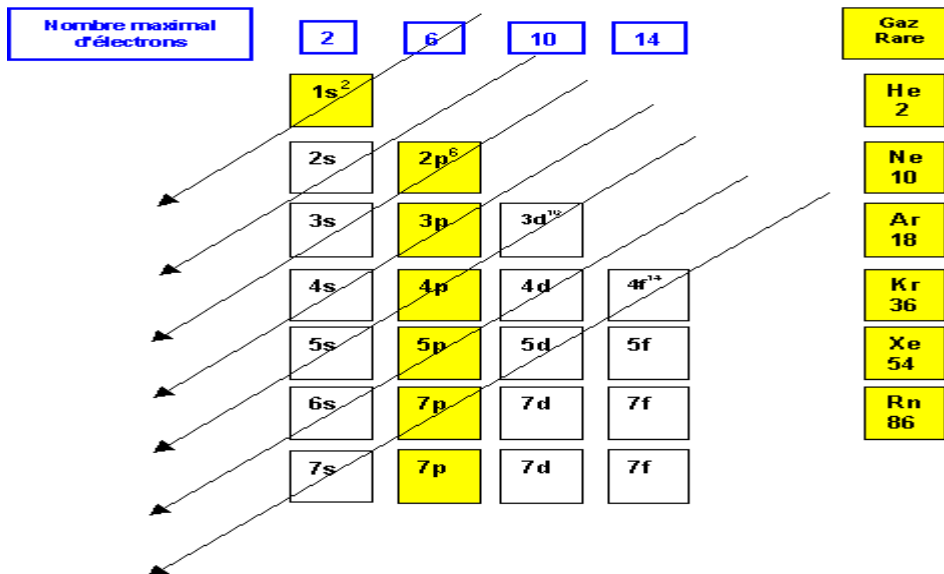 Nombre maximal
d'électrons
2
6
10
14
Gaz
Rare
1s²
He
2
2s
2p⁶
Ne
10
3s
3p
3d¹⁰
Ar
18
4s
4p
4d
4f¹⁴
Kr
36
5s
5p
5d
5f
Xe
54
6s
7p
7d
7f
Rn
86
7s
7p
7d
7f